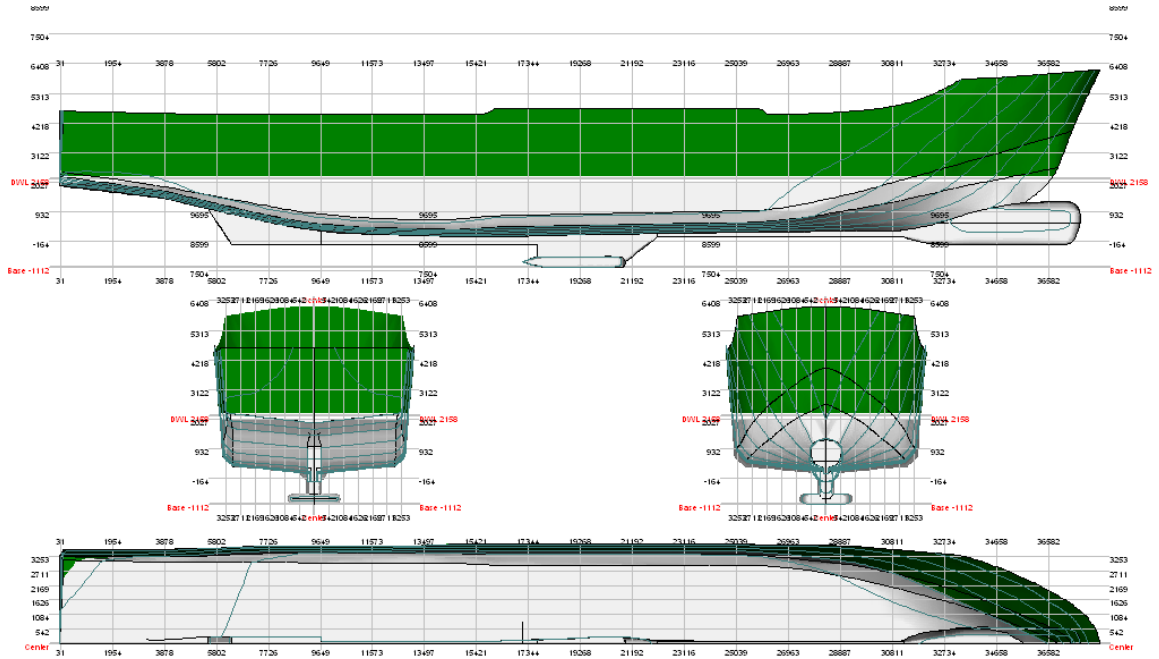 8599 8599
7504 7504
6408 31 1954 3878 5802 7726 9649 11573 13497 15421 17344 19268 21192 23116 25039 26963 28887 30811 32734 34658 36582 6408
5313 5313
4218 4218
3122 3122
DWL 2158 DWL 2158
2027 2027
932 9695 9695 9695 9695 932
-164 8599 8599 8599 8599 -164
Base -1112 7504 7504 7504 7504 Base -1112
31 1954 3878 5802 7726 9649 11573 13497 15421 17344 19268 21192 23116 25039 26963 28887 30811 32734 34658 36582
6408 6408 6408 6408
5313 5313 5313 5313
4218 4218 4218 4218
3122 3122 3122 3122
DWL 2158 DWL 2158 DWL 2158 DWL 2158
2027 2027 2027 2027
932 932 932 932
-164 -164 -164 -164
Base -1112 Base -1112 Base -1112 Base -1112
31 1954 3878 5802 7726 9649 11573 13497 15421 17344 19268 21192 23116 25039 26963 28887 30811 32734 34658 36582
3253 3253
2711 2711
2169 2169
1626 1626
1084 1084
542 542
Center Center
31 1954 3878 5802 7726 9649 11573 13497 15421 17344 19268 21192 23116 25039 26963 28887 30811 32734 34658 36582